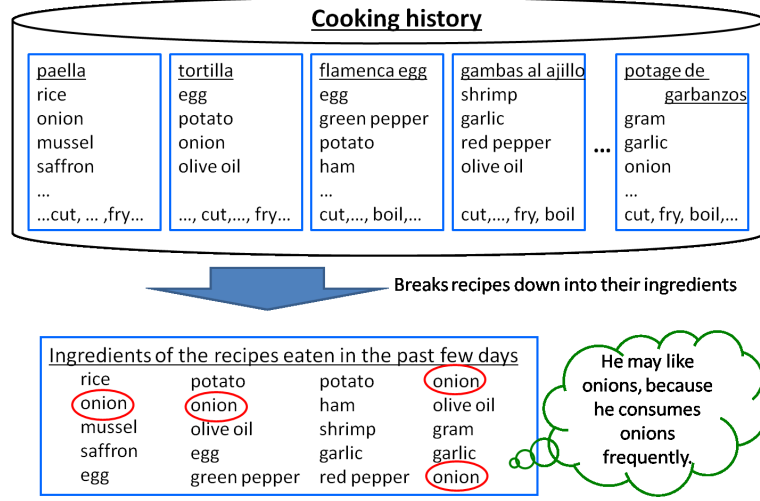 Cooking history
paella
rice
onion
mussel
saffron
...
...cut, ... ,fry...
tortilla
egg
potato
onion
olive oil
..., cut,..., fry...
flamenca egg
egg
green pepper
potato
ham
...
cut,..., boil,...
gambas al ajillo
shrimp
garlic
red pepper
olive oil
cut,..., fry, boil
...
potage de
garbanzos
gram
garlic
onion
...
cut, fry, boil,...
Breaks recipes down into their ingredients
Ingredients of the recipes eaten in the past few days
rice potato potato onion
onion onion ham olive oil
mussel olive oil shrimp gram
saffron egg garlic garlic
egg green pepper red pepper onion
He may like
onions, because
he consumes
onions
frequently.